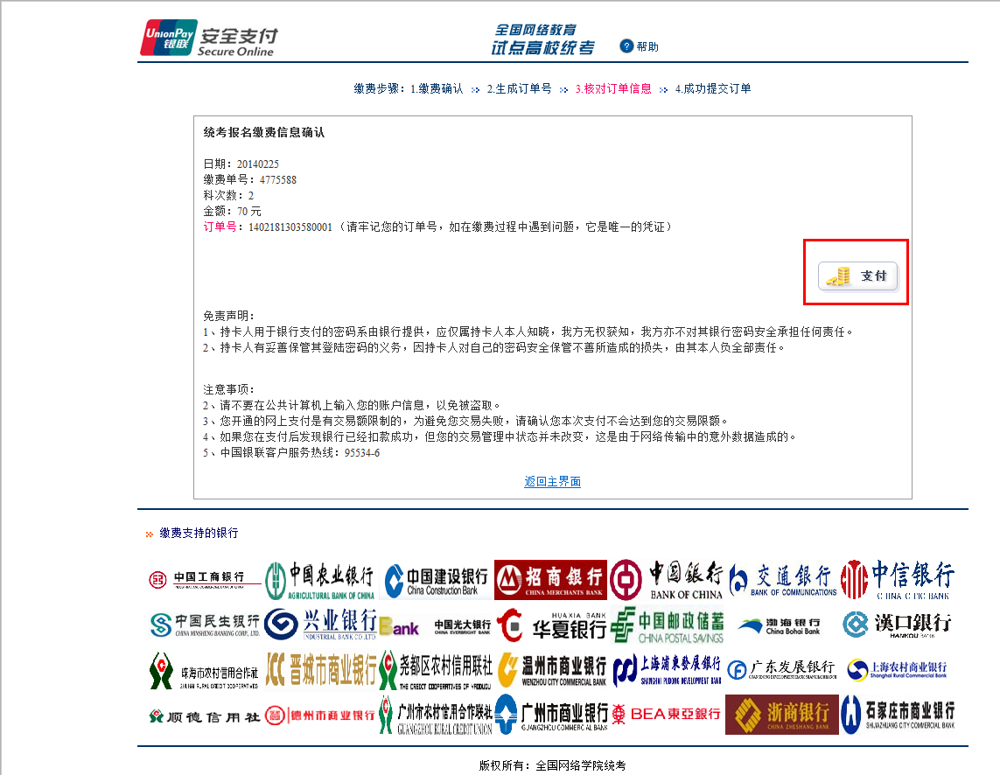 UnionPay
银联
安全支付
Secure Online
全国网络教育
试点高校统考
? 帮助
缴费步骤：1.缴费确认 2.生成订单号 3.核对订单信息 4.成功提交订单
统考报名缴费信息确认
日期：20140225
缴费单号：4775588
科次数：2
金额：70 元
订单号：1402181303580001（请牢记您的订单号，如在缴费过程中遇到问题，它是唯一的凭证）
支付
免责声明：
1、持卡人用于银行支付的密码系由银行提供，应仅属持卡人本人知晓，我方无权获知，我方亦不对其银行密码安全承担任何责任。
2、持卡人有妥善保管其登陆密码的义务，因持卡人对自己的密码安全保管不善所造成的损失，由其本人负全部责任。
注意事项：
2、请不要在公共计算机上输入您的账户信息，以免被盗取。
3、您开通的网上支付是有交易额限制的，为避免您交易失败，请确认您本次支付不会达到您的交易限额。
4、如果您在支付后发现银行已经扣款成功，但您的交易管理中状态并未改变，这是由于网络传输中的意外数据造成的。
5、中国银联客户服务热线：95534-6
返回主界面
缴费支持的银行
中国工商银行
中国农业银行
AGRICULTURAL BANK OF CHINA
中国建设银行
China Construction Bank
招商银行
CHINA MERCHANTS BANK
中国银行
BANK OF CHINA
交通银行
BANK OF COMMUNICATIONS
中信银行
CHINA CITIC BANK
中国民生银行
CHINA MINSHENG BANKING CORP., LTD.
兴业银行
INDUSTRIAL BANK CO.,LTD
Bank
中国光大银行
CHINA EVERBRIGHT BANK
HUAXIA BANK
华夏银行
中国邮政储蓄
CHINA POSTAL SAVINGS
渤海银行
China Bohai Bank
漢口銀行
HANKOU BANK
珠海市农村信用合作社
ZHUHAI RURAL CREDIT COOPERATIVES
JCC 晋城市商业银行
尧都区农村信用联社
THE CREDIT COOPERATIVES OF YAODU
温州市商业银行
WENZHOU CITY COMMERCIAL BANK
上海浦東發展銀行
SHANGHAI PUDONG DEVELOPMENT BANK
广东发展银行
上海农村商业银行
Shanghai Rural Commercial Bank
顺德信用社
德州市商业银行
广州市农村信用合作联社
GUANGZHOU RURAL CREDIT UNION
广州市商业银行
GUANGZHOU COMMERCIAL BANK
BEA東亞銀行
浙商银行
CHINA ZHESHANG BANK
石家庄市商业银行
SHIJIAZHUANG CITY COMMERCIAL BANK
版权所有：全国网络学院统考